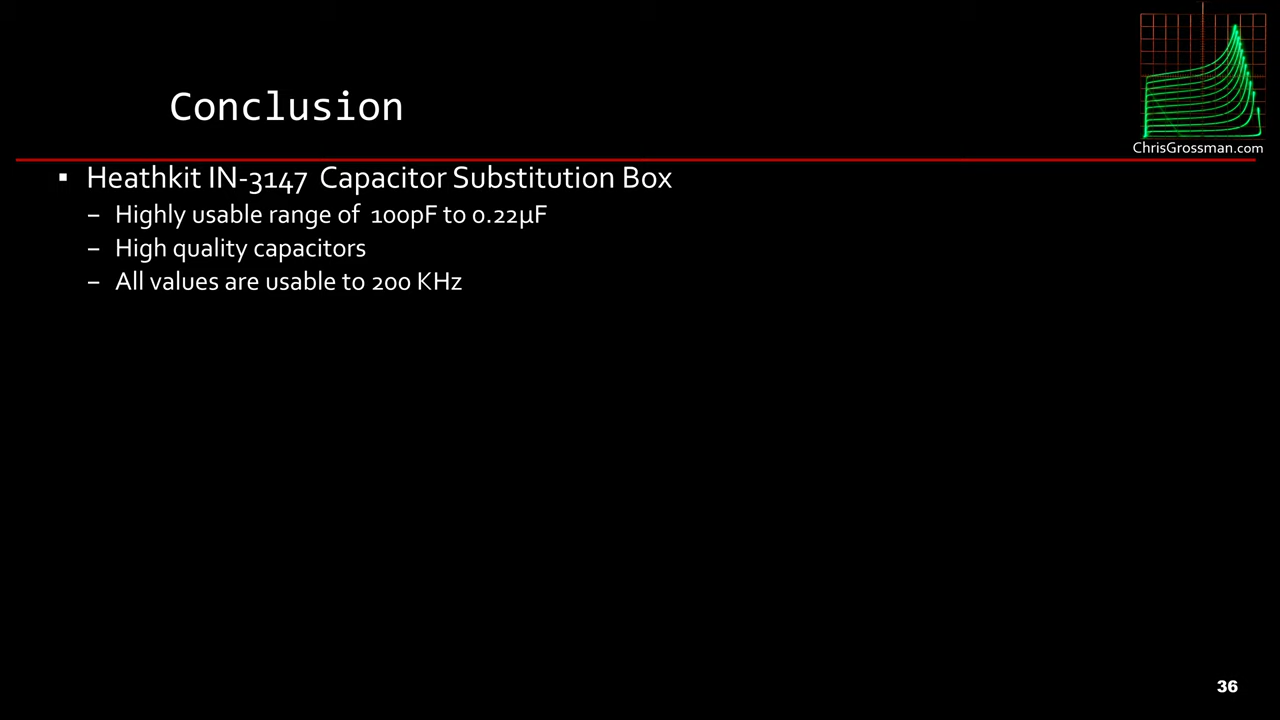 Conclusion
ChrisGrossman.com
▪ Heathkit IN-3147 Capacitor Substitution Box
– Highly usable range of 100pF to 0.22µF
– High quality capacitors
– All values are usable to 200 KHz
36